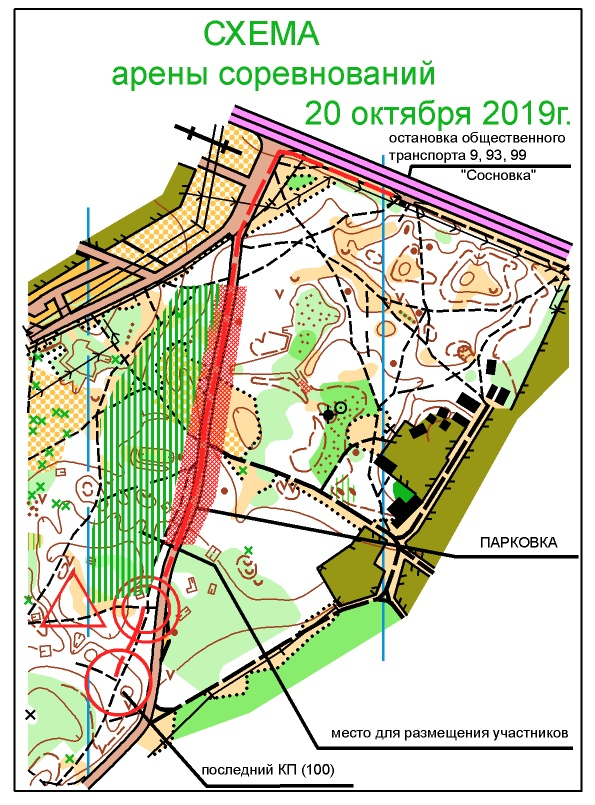 СХЕМА
арены соревнований
20 октября 2019г.
остановка общественного
транспорта 9, 93, 99
"Сосновка"
ПАРКОВКА
место для размещения участников
последний КП (100)